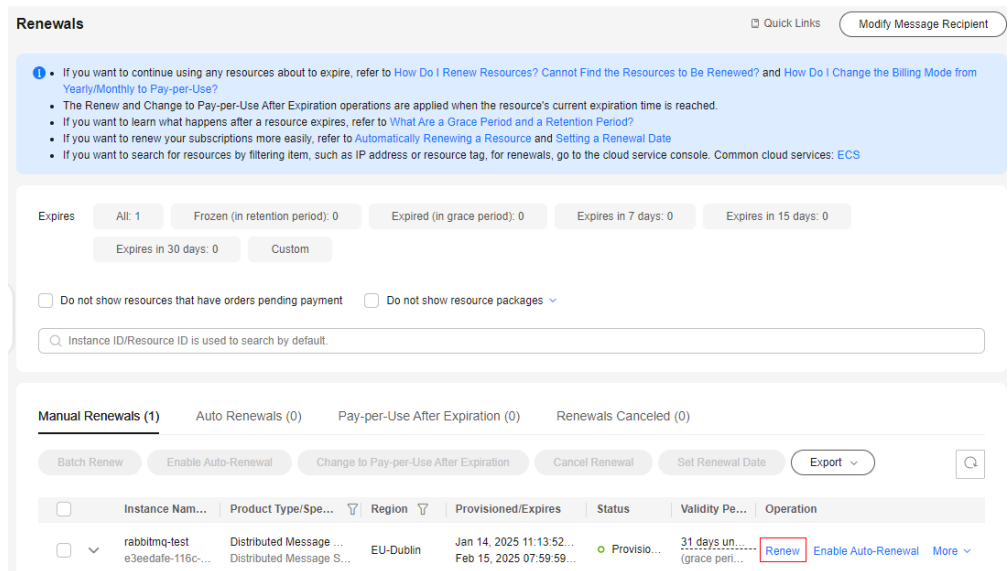 Renewals
Quick Links
Modify Message Recipient
If you want to continue using any resources about to expire, refer to How Do I Renew Resources? Cannot Find the Resources to Be Renewed? and How Do I Change the Billing Mode from
Yearly/Monthly to Pay-per-Use?
The Renew and Change to Pay-per-Use After Expiration operations are applied when the resource's current expiration time is reached.
If you want to learn what happens after a resource expires, refer to What Are a Grace Period and a Retention Period?
If you want to renew your subscriptions more easily, refer to Automatically Renewing a Resource and Setting a Renewal Date
If you want to search for resources by filtering item, such as IP address or resource tag, for renewals, go to the cloud service console. Common cloud services: ECS
Expires All: 1 Frozen (in retention period): 0 Expired (in grace period): 0 Expires in 7 days: 0 Expires in 15 days: 0
Expires in 30 days: 0 Custom
Do not show resources that have orders pending payment Do not show resource packages
Instance ID/Resource ID is used to search by default.
Manual Renewals (1) Auto Renewals (0) Pay-per-Use After Expiration (0) Renewals Canceled (0)
Batch Renew Enable Auto-Renewal Change to Pay-per-Use After Expiration Cancel Renewal Set Renewal Date Export
Instance Nam... Product Type/Spe... Region Provisioned/Expires Status Validity Pe... Operation
rabbitmq-test Distributed Message ... EU-Dublin Jan 14, 2025 11:13:52... Provisio... 31 days un... Renew Enable Auto-Renewal More
e3eedafe-116c-... Distributed Message S... Feb 15, 2025 07:59:59... (grace peri...